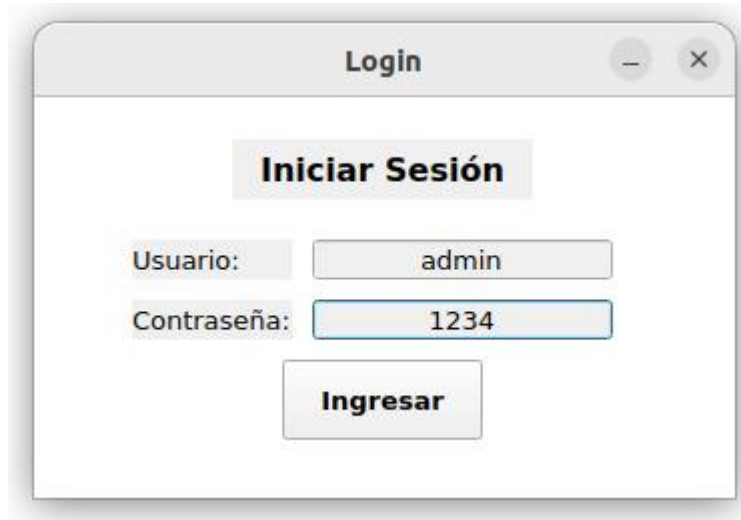 Login
Iniciar Sesión
Usuario: admin
Contraseña: 1234
Ingresar